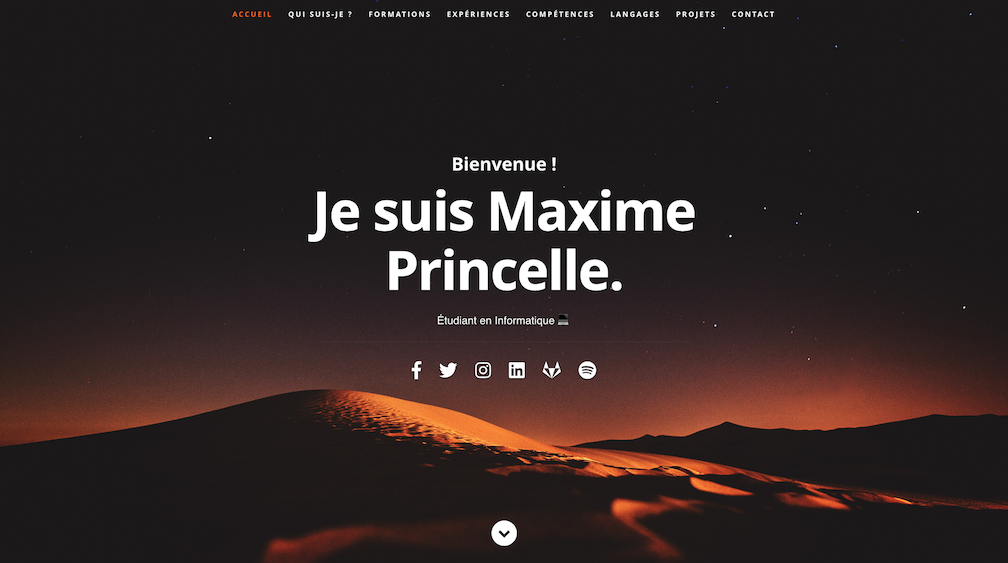 ACCUEIL QUI SUIS-JE ? FORMATIONS EXPÉRIENCES COMPÉTENCES LANGAGES PROJETS CONTACT
Bienvenue !
Je suis Maxime
Princelle.
Étudiant en Informatique 💻